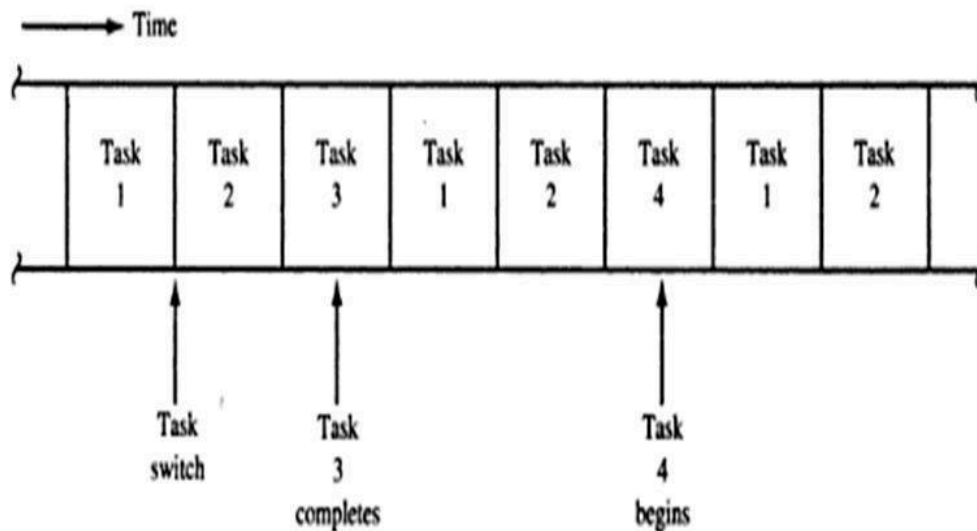 Time
Task Task Task Task Task Task Task Task
1 2 3 1 2 4 1 2
Task
switch
Task
3
completes
Task
4
begins